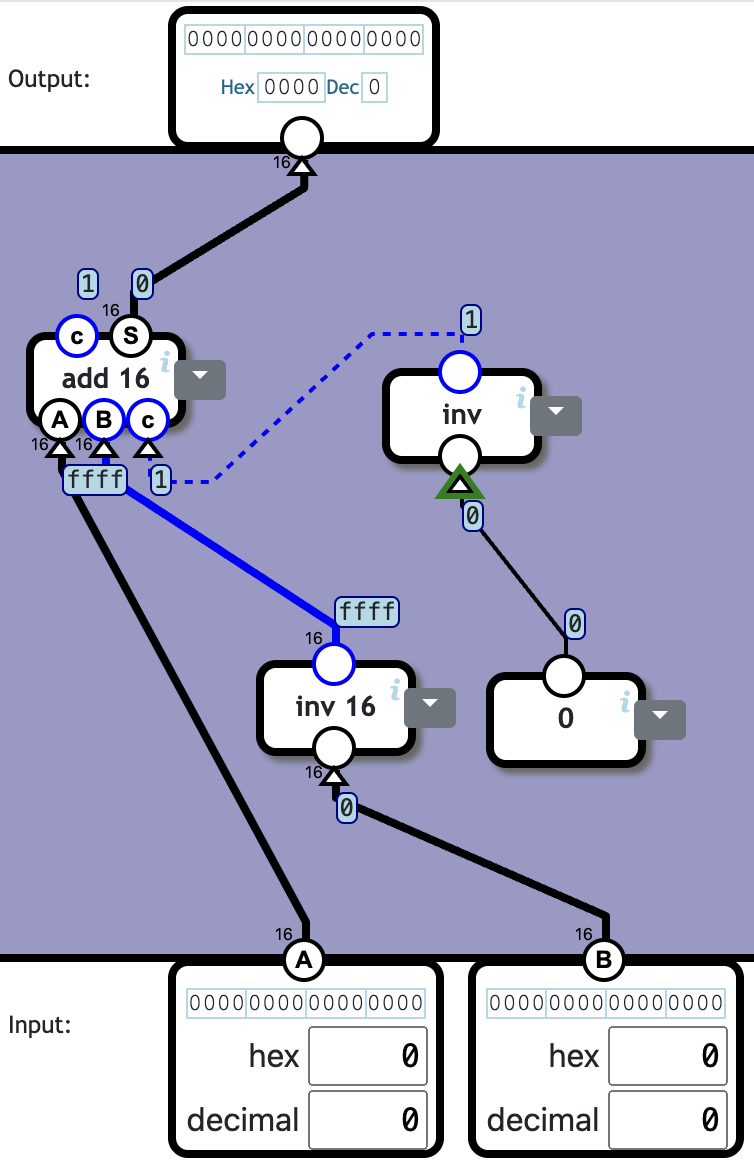 0000 0000 0000 0000
Output:
Hex 0000 Dec 0
16
1 0
16
1
c S
i
add 16
i
inv
A B c
16 16
ffff 1
0
ffff
0
16
i
inv 16
i
0
16
0
16 16
A B
0000 0000 0000 0000 0000 0000 0000 0000
Input:
hex 0 hex 0
decimal 0 decimal 0